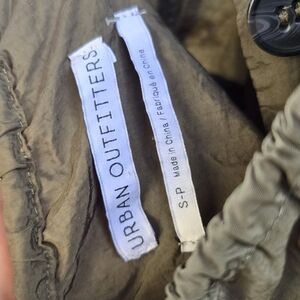 URBAN OUTFITTERS
S-P Made in China / Fabriqué en Chine